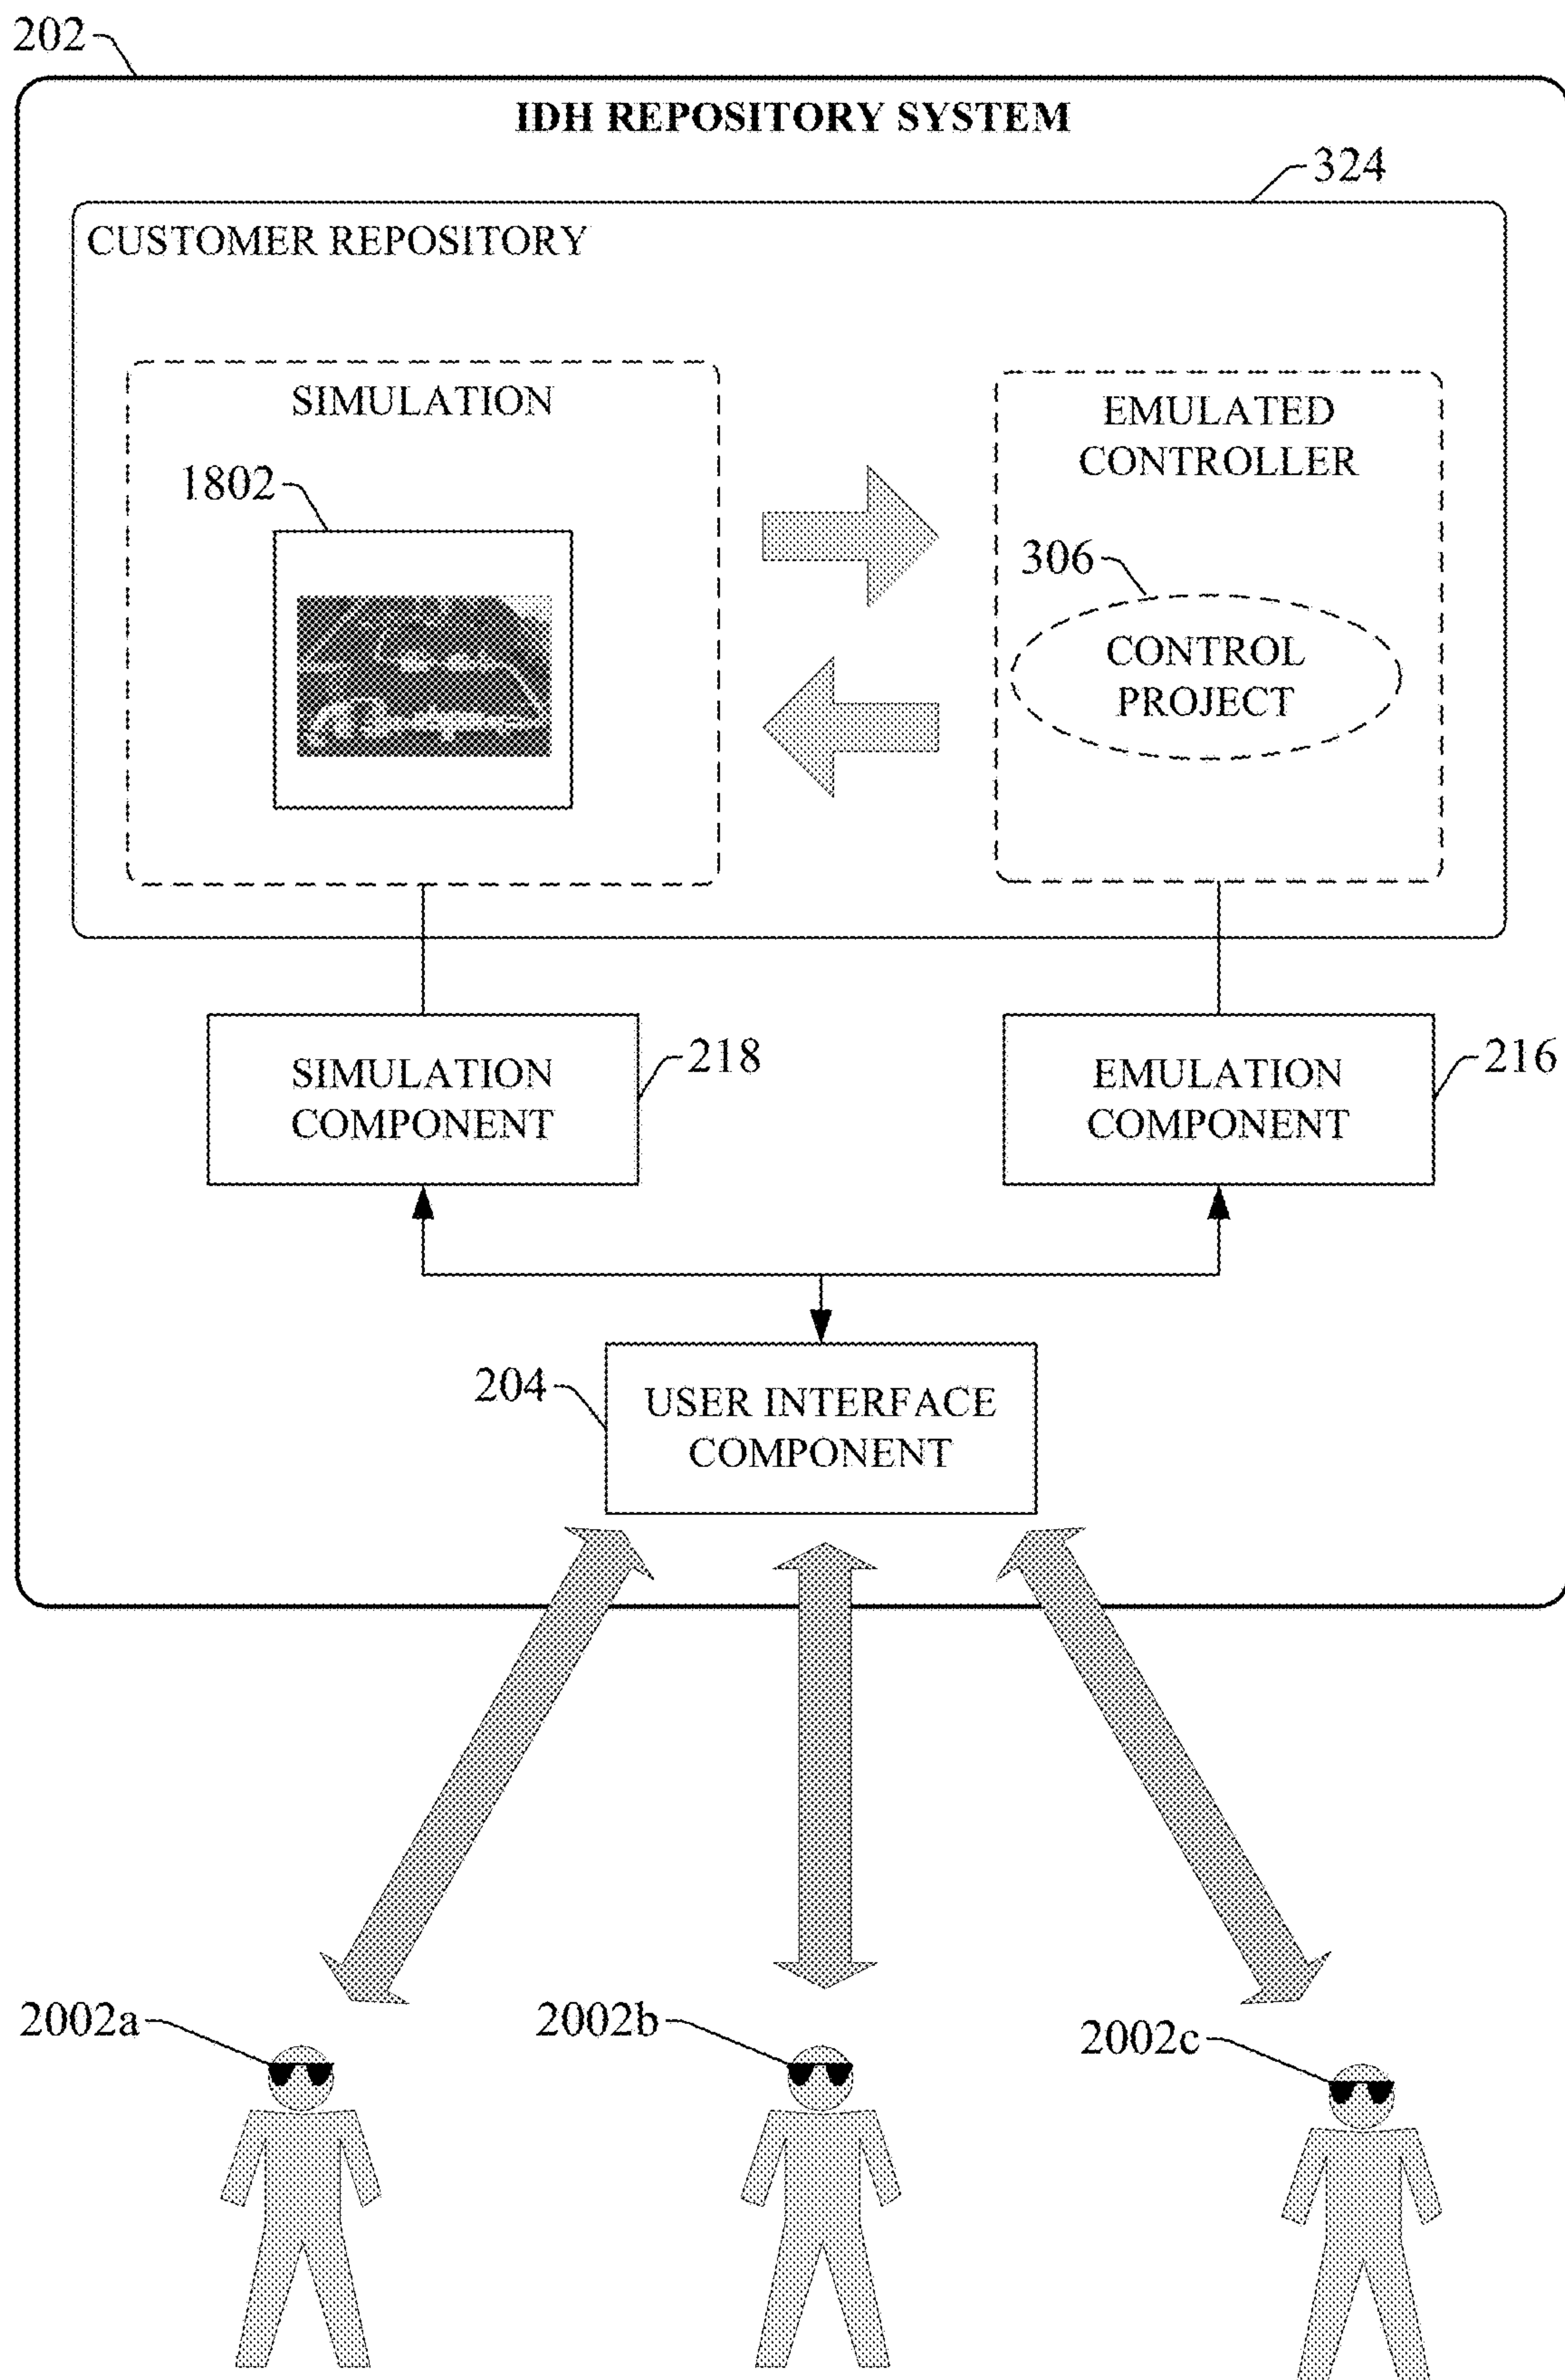 202
IDH REPOSITORY SYSTEM
324
CUSTOMER REPOSITORY
SIMULATION
1802
EMULATED
CONTROLLER
306
CONTROL
PROJECT
SIMULATION
COMPONENT
218
EMULATION
COMPONENT
216
204
USER INTERFACE
COMPONENT
2002a
2002b
2002c